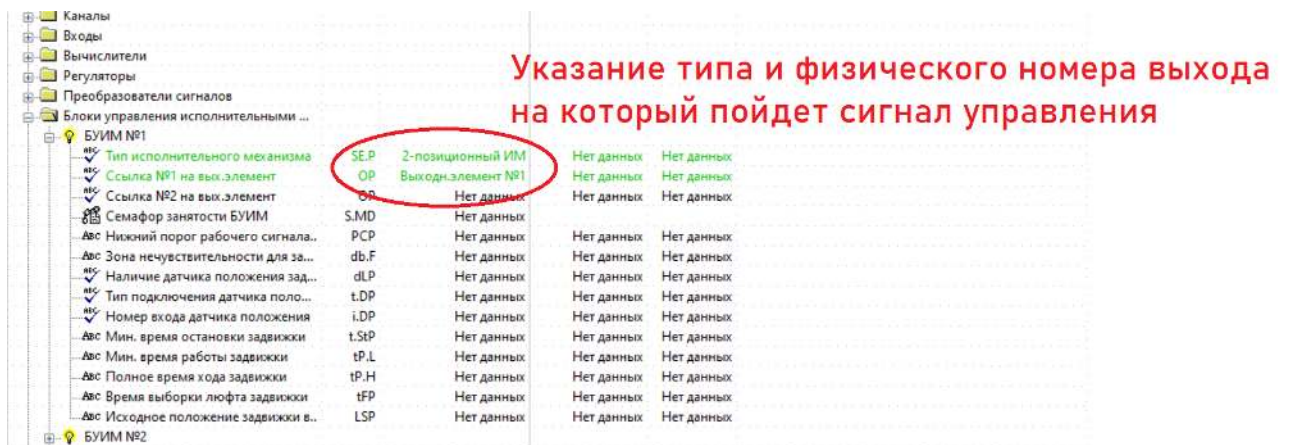 Каналы
Входы
Вычислители
Регуляторы
Преобразователи сигналов
Блоки управления исполнительными ...
Указание типа и физического номера выхода
на который пойдет сигнал управления
БУИМ №1
Тип исполнительного механизма SE.P 2-позиционный ИМ Нет данных Нет данных
Ссылка №1 на вых.элемент OP Выходн.элемент №1 Нет данных Нет данных
Ссылка №2 на вых.элемент OP Нет данных Нет данных Нет данных
Семафор занятости БУИМ S.MD Нет данных
Нижний порог рабочего сигнала.. PCP Нет данных Нет данных Нет данных
Зона нечувствительности для за... db.F Нет данных Нет данных Нет данных
Наличие датчика положения зад... dLP Нет данных Нет данных Нет данных
Тип подключения датчика поло... t.DP Нет данных Нет данных Нет данных
Номер входа датчика положения i.DP Нет данных Нет данных Нет данных
Мин. время остановки задвижки t.StP Нет данных Нет данных Нет данных
Мин. время работы задвижки tP.L Нет данных Нет данных Нет данных
Полное время хода задвижки tP.H Нет данных Нет данных Нет данных
Время выборки люфта задвижки tFP Нет данных Нет данных Нет данных
Исходное положение задвижки в... LSP Нет данных Нет данных Нет данных
БУИМ №2